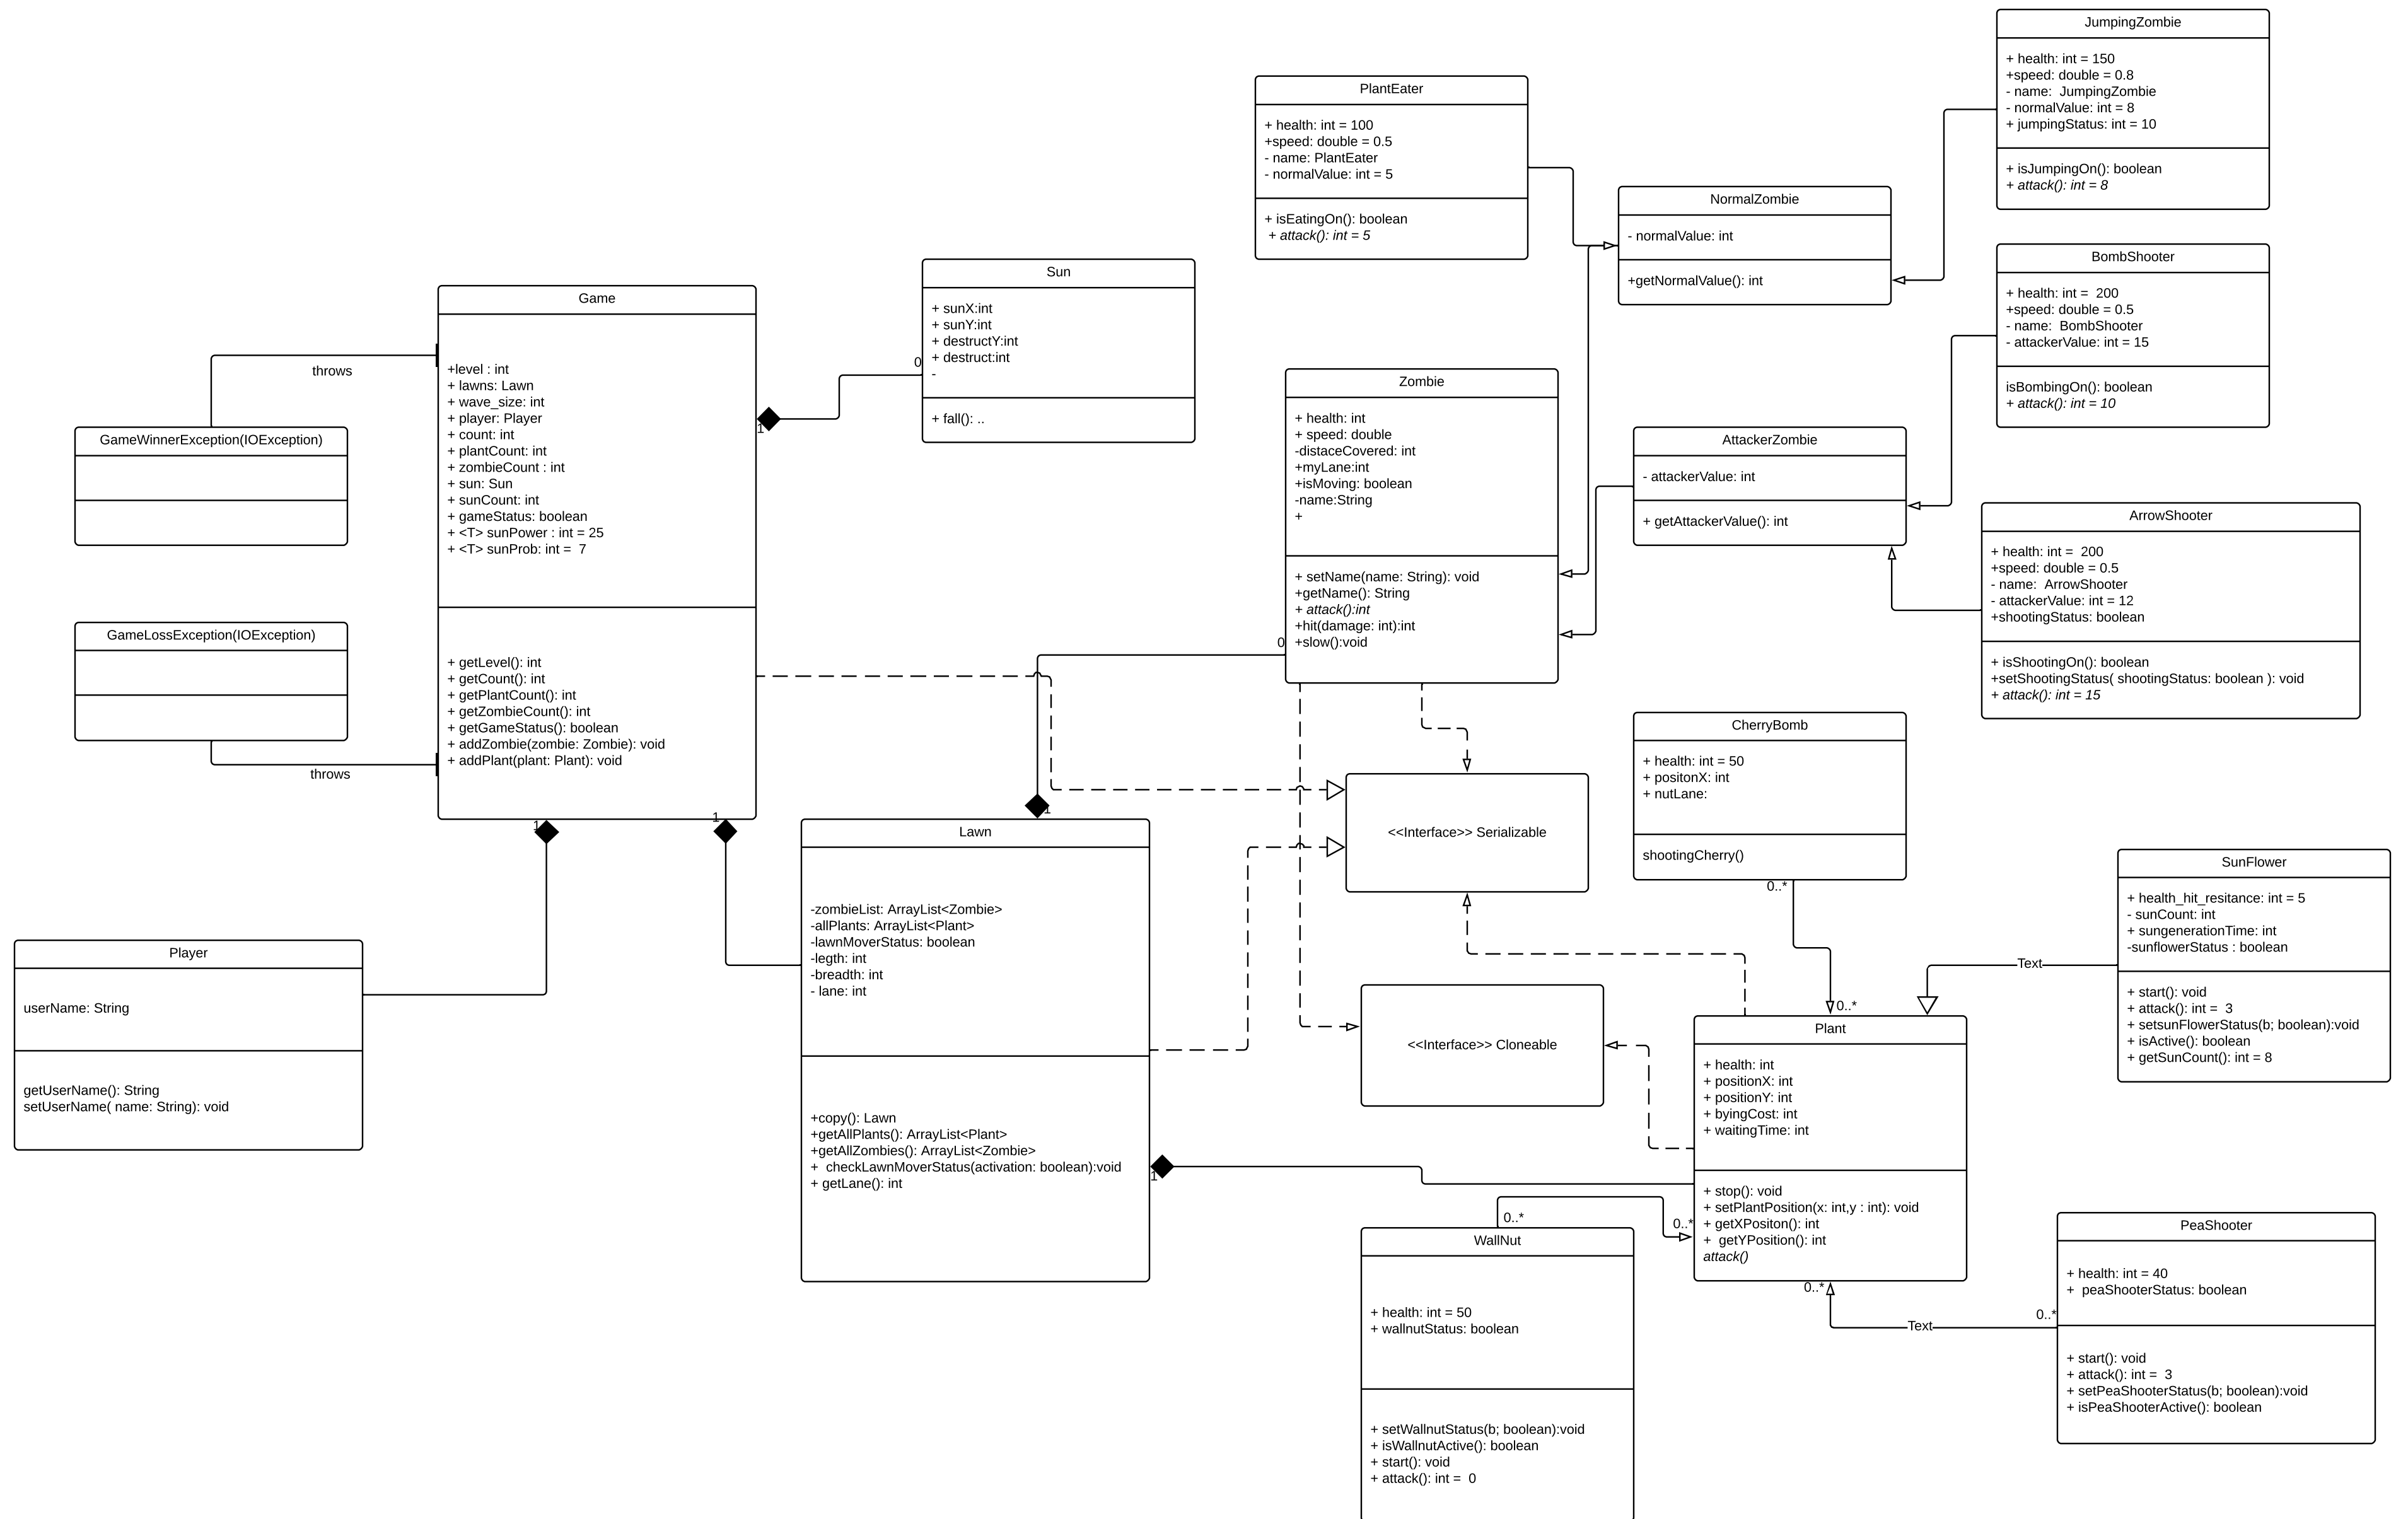 JumpingZombie
+ health: int = 150
+speed: double = 0.8
- name:  JumpingZombie
- normalValue: int = 8
+ jumpingStatus: int = 10
+ isJumpingOn(): boolean
+ attack(): int = 8
PlantEater
+ health: int = 100
+speed: double = 0.5
- name: PlantEater
- normalValue: int = 5
+ isEatingOn(): boolean
+ attack(): int = 5
NormalZombie
- normalValue: int
+getNormalValue(): int
BombShooter
+ health: int =  200
+speed: double = 0.5
- name:  BombShooter
- attackerValue: int = 15
isBombingOn(): boolean
+ attack(): int = 10
Sun
+ sunX:int
+ sunY:int
+ destructY:int
+ destruct:int
-
+ fall(): ..
0
1
Game
+level : int
+ lawns: Lawn
+ wave_size: int
+ player: Player
+ count: int
+ plantCount: int
+ zombieCount : int
+ sun: Sun
+ sunCount: int
+ gameStatus: boolean
+ <T> sunPower : int = 25
+ <T> sunProb: int =  7
+ getLevel(): int
+ getCount(): int
+ getPlantCount(): int
+ getZombieCount(): int
+ getGameStatus(): boolean
+ addZombie(zombie: Zombie): void
+ addPlant(plant: Plant): void
throws
GameWinnerException(IOException)
GameLossException(IOException)
throws
1
1
Zombie
+ health: int
+ speed: double
-distaceCovered: int
+myLane:int
+isMoving: boolean
-name:String
+
+ setName(name: String): void
+getName(): String
+ attack():int
+hit(damage: int):int
+slow():void
0
1
AttackerZombie
- attackerValue: int
+ getAttackerValue(): int
ArrowShooter
+ health: int =  200
+speed: double = 0.5
- name:  ArrowShooter
- attackerValue: int = 12
+shootingStatus: boolean
+ isShootingOn(): boolean
+setShootingStatus( shootingStatus: boolean ): void
+ attack(): int = 15
CherryBomb
+ health: int = 50
+ positonX: int
+ nutLane:
shootingCherry()
0..*
0..*
<<Interface>> Serializable
<<Interface>> Cloneable
Lawn
-zombieList: ArrayList<Zombie>
-allPlants: ArrayList<Plant>
-lawnMoverStatus: boolean
-legth: int
-breadth: int
- lane: int
+copy(): Lawn
+getAllPlants(): ArrayList<Plant>
+getAllZombies(): ArrayList<Zombie>
+  checkLawnMoverStatus(activation: boolean):void
+ getLane(): int
1
Player
userName: String
getUserName(): String
setUserName( name: String): void
SunFlower
+ health_hit_resitance: int = 5
- sunCount: int
+ sungenerationTime: int
-sunflowerStatus : boolean
+ start(): void
+ attack(): int =  3
+ setsunFlowerStatus(b; boolean):void
+ isActive(): boolean
+ getSunCount(): int = 8
Text
Plant
+ health: int
+ positionX: int
+ positionY: int
+ byingCost: int
+ waitingTime: int
+ stop(): void
+ setPlantPosition(x: int,y : int): void
+ getXPositon(): int
+  getYPosition(): int
attack()
0..*
0..*
0..*
0..*
Text
WallNut
+ health: int = 50
+ wallnutStatus: boolean
+ setWallnutStatus(b; boolean):void
+ isWallnutActive(): boolean
+ start(): void
+ attack(): int =  0
PeaShooter
+ health: int = 40
+  peaShooterStatus: boolean
+ start(): void
+ attack(): int =  3
+ setPeaShooterStatus(b; boolean):void
+ isPeaShooterActive(): boolean